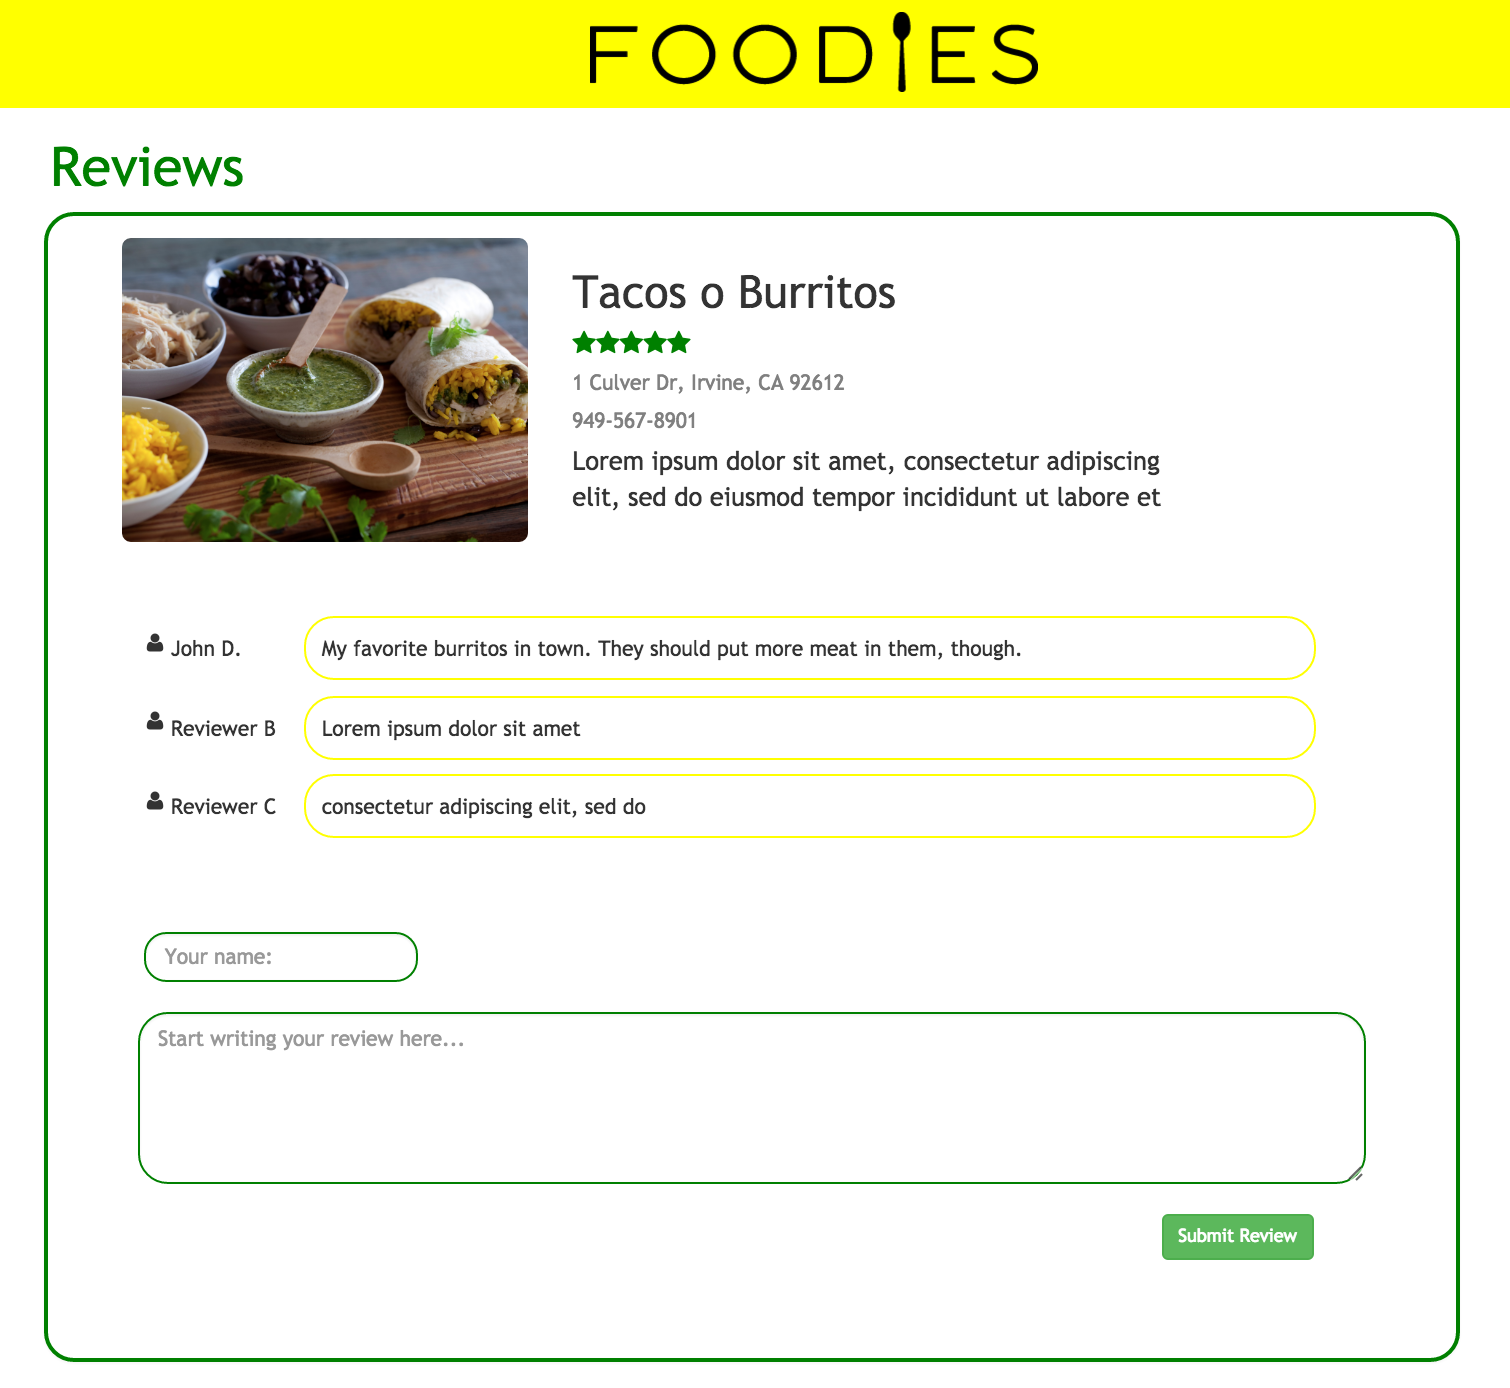 FOODIES
Reviews
Tacos o Burritos
1 Culver Dr, Irvine, CA 92612
949-567-8901
Lorem ipsum dolor sit amet, consectetur adipiscing
elit, sed do eiusmod tempor incididunt ut labore et
John D.
My favorite burritos in town. They should put more meat in them, though.
Reviewer B
Lorem ipsum dolor sit amet
Reviewer C
consectetur adipiscing elit, sed do
Your name:
Start writing your review here...
Submit Review